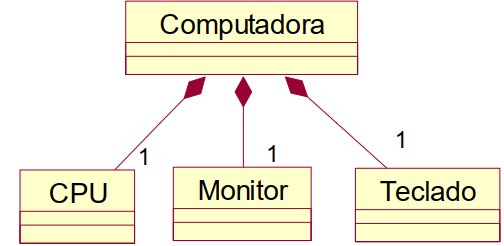 Computadora
1
1
1
CPU
Monitor
Teclado